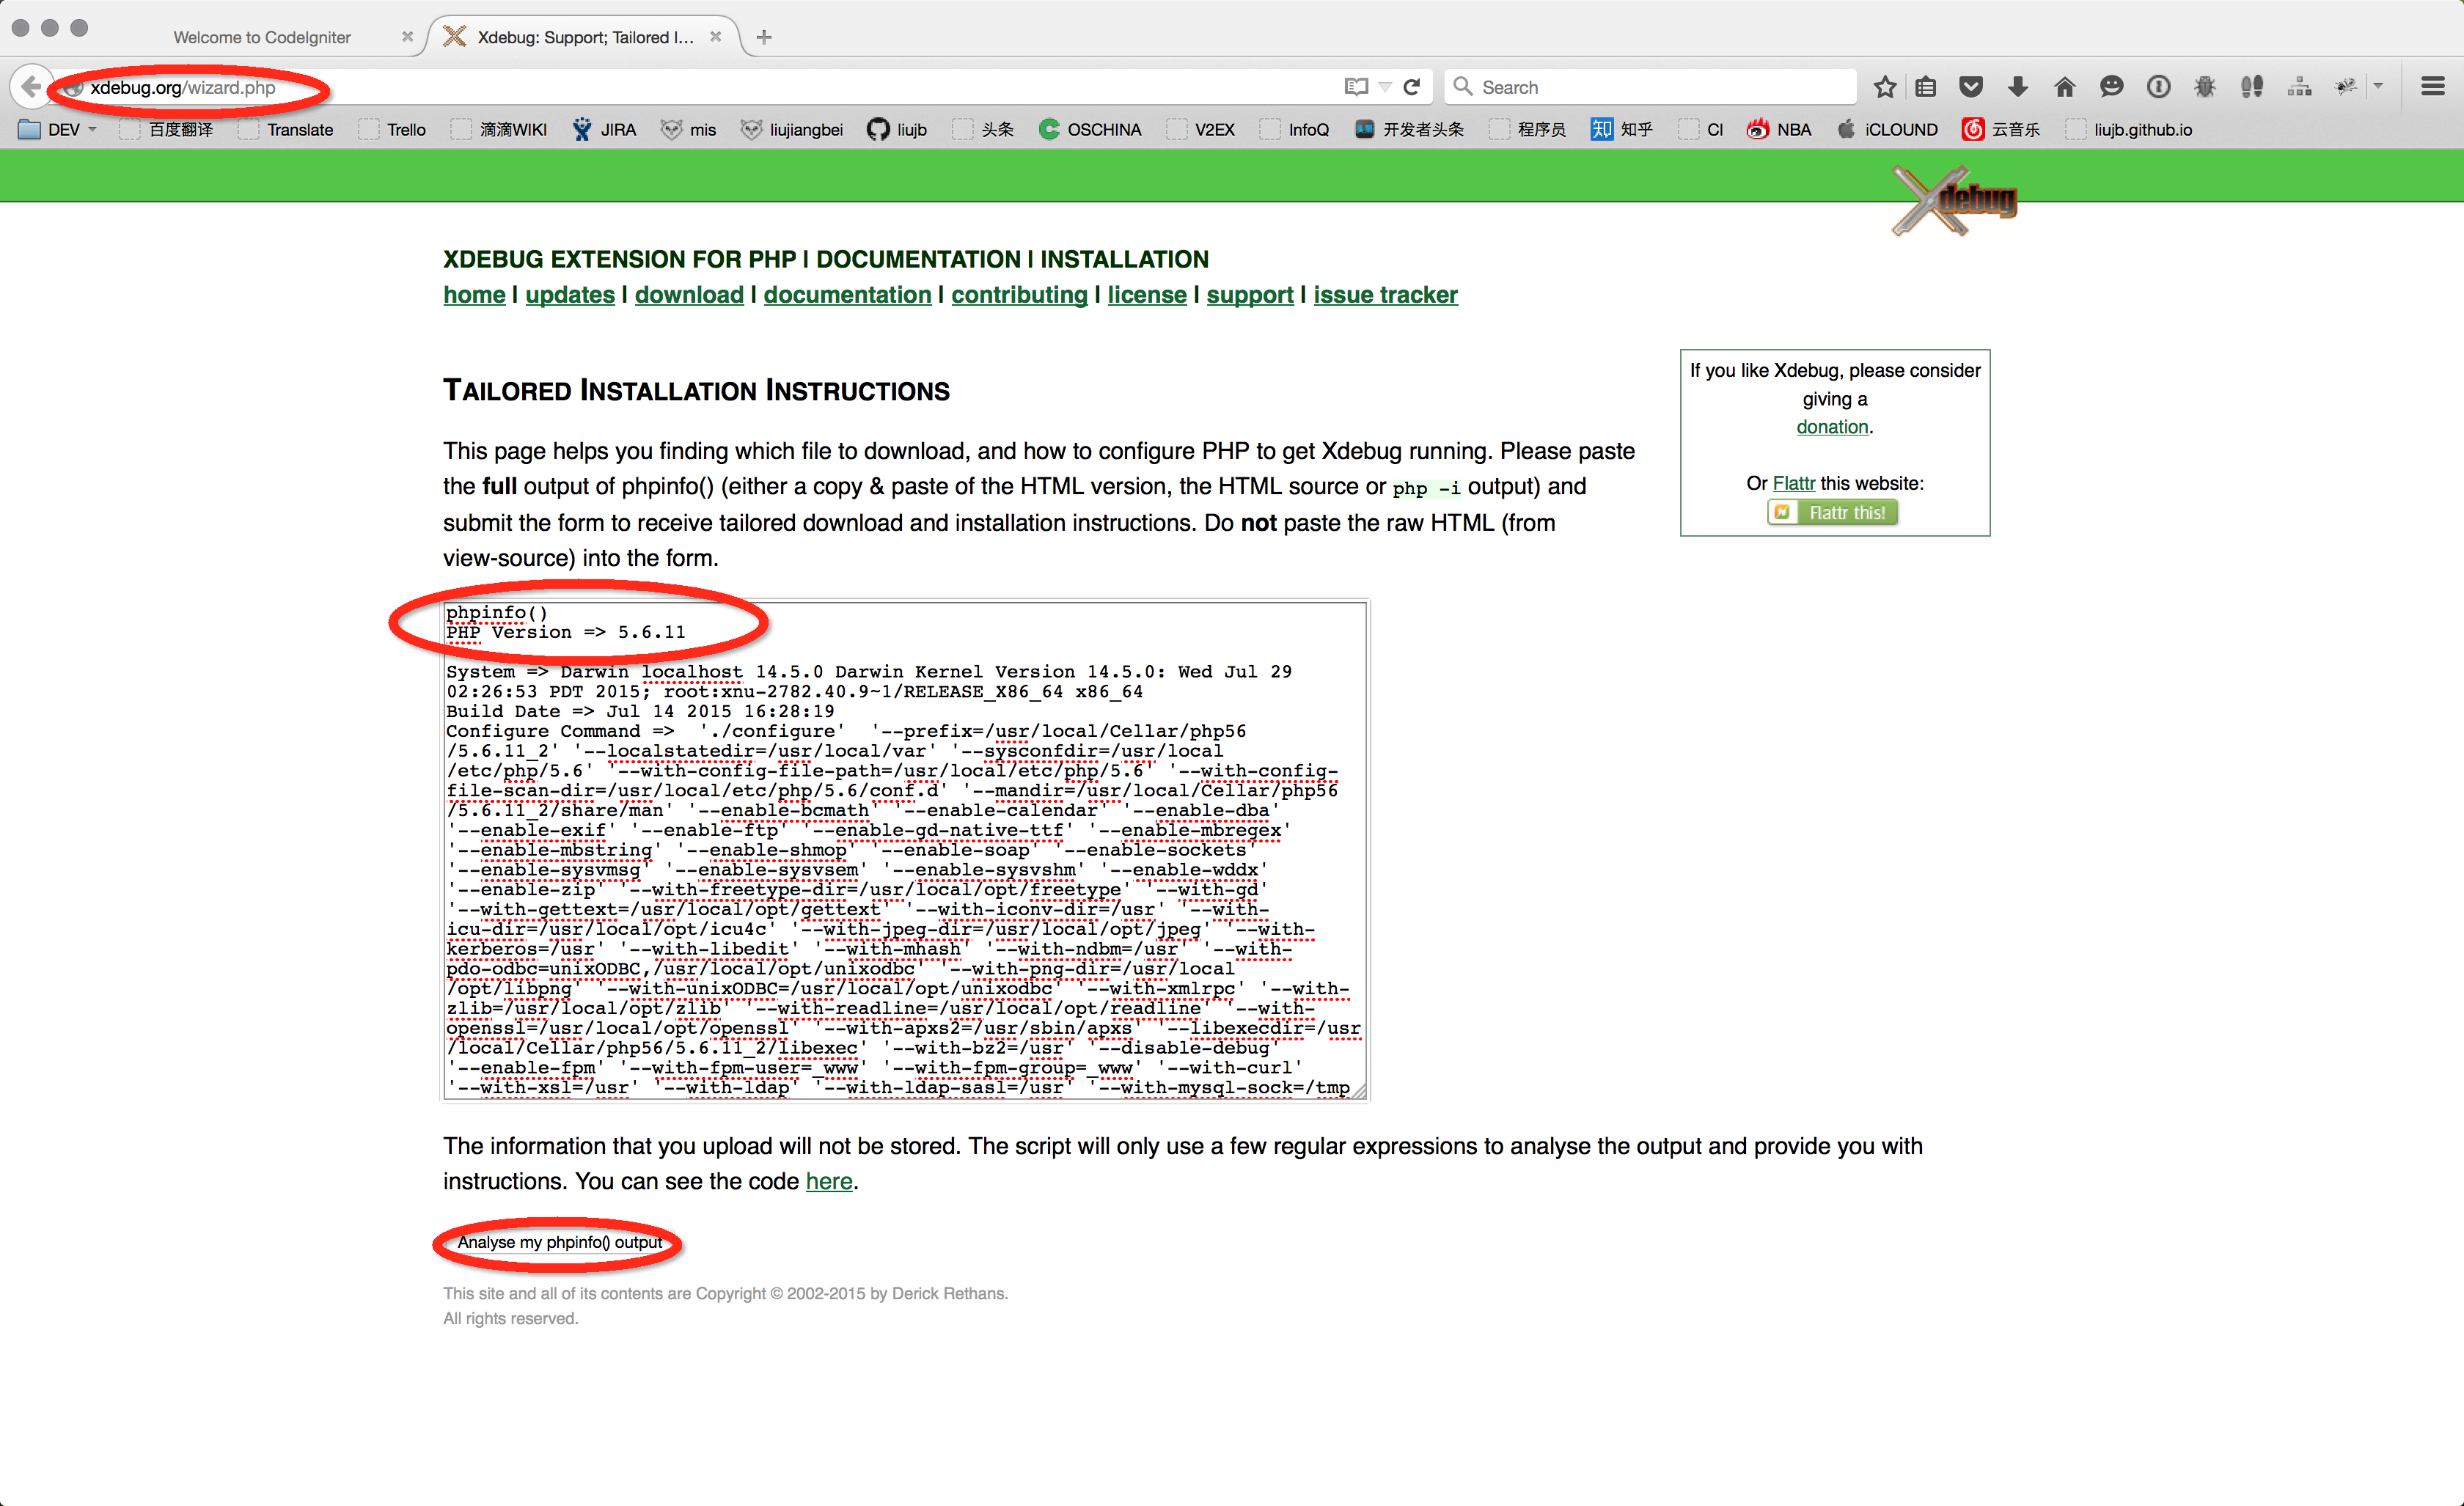 Welcome to CodeIgniter
Xdebug: Support; Tailored I...
xdebug.org/wizard.php
Search
DEV 百度翻译 Translate Trello 滴滴WIKI JIRA mis liujiangbei liujb 头条 OSCHINA V2EX InfoQ 开发者头条 程序员 知乎 CI NBA iCLOUND 云音乐 liujb.github.io
Xdebug
XDEBUG EXTENSION FOR PHP | DOCUMENTATION | INSTALLATION
home | updates | download | documentation | contributing | license | support | issue tracker
TAILORED INSTALLATION INSTRUCTIONS
This page helps you finding which file to download, and how to configure PHP to get Xdebug running. Please paste
the full output of phpinfo() (either a copy & paste of the HTML version, the HTML source or php -i output) and
submit the form to receive tailored download and installation instructions. Do not paste the raw HTML (from
view-source) into the form.
If you like Xdebug, please consider
giving a
donation.
Or Flattr this website:
Flattr this!
phpinfo()
PHP Version => 5.6.11
System => Darwin localhost 14.5.0 Darwin Kernel Version 14.5.0: Wed Jul 29
02:26:53 PDT 2015; root:xnu-2782.40.9~1/RELEASE_X86_64 x86_64
Build Date => Jul 14 2015 16:28:19
Configure Command =>  './configure'  '--prefix=/usr/local/Cellar/php56
/5.6.11_2' '--localstatedir=/usr/local/var' '--sysconfdir=/usr/local
/etc/php/5.6' '--with-config-file-path=/usr/local/etc/php/5.6' '--with-config-
file-scan-dir=/usr/local/etc/php/5.6/conf.d' '--mandir=/usr/local/Cellar/php56
/5.6.11_2/share/man' '--enable-bcmath' '--enable-calendar' '--enable-dba'
'--enable-exif' '--enable-ftp' '--enable-gd-native-ttf' '--enable-mbregex'
'--enable-mbstring' '--enable-shmop' '--enable-soap' '--enable-sockets'
'--enable-sysvmsg' '--enable-sysvsem' '--enable-sysvshm' '--enable-wddx'
'--enable-zip' '--with-freetype-dir=/usr/local/opt/freetype' '--with-gd'
'--with-gettext=/usr/local/opt/gettext' '--with-iconv-dir=/usr' '--with-
icu-dir=/usr/local/opt/icu4c' '--with-jpeg-dir=/usr/local/opt/jpeg' '--with-
kerberos=/usr' '--with-libedit' '--with-mhash' '--with-ndbm=/usr' '--with-
pdo-odbc=unixODBC,/usr/local/opt/unixodbc' '--with-png-dir=/usr/local
/opt/libpng' '--with-unixODBC=/usr/local/opt/unixodbc' '--with-xmlrpc' '--with-
zlib=/usr/local/opt/zlib' '--with-readline=/usr/local/opt/readline' '--with-
openssl=/usr/local/opt/openssl' '--with-apxs2=/usr/sbin/apxs' '--libexecdir=/usr
/local/Cellar/php56/5.6.11_2/libexec' '--with-bz2=/usr' '--disable-debug'
'--enable-fpm' '--with-fpm-user=_www' '--with-fpm-group=_www' '--with-curl'
'--with-xsl=/usr' '--with-ldap' '--with-ldap-sasl=/usr' '--with-mysql-sock=/tmp
The information that you upload will not be stored. The script will only use a few regular expressions to analyse the output and provide you with
instructions. You can see the code here.
Analyse my phpinfo() output
This site and all of its contents are Copyright © 2002-2015 by Derick Rethans.
All rights reserved.